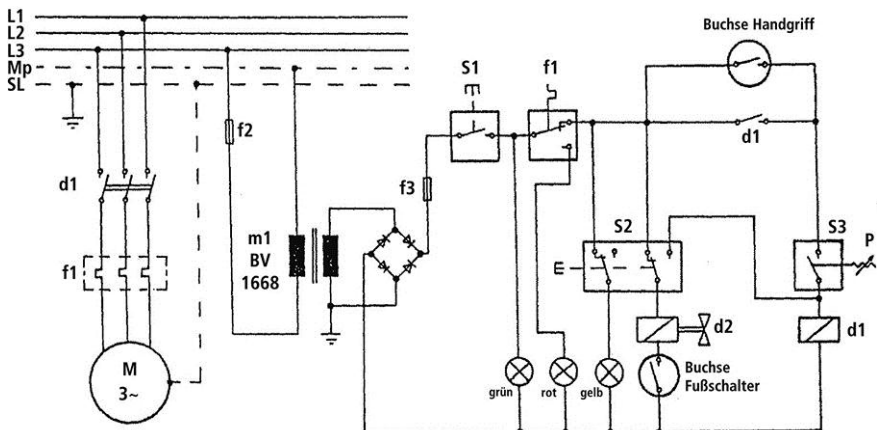 L1
L2
L3
Mp
SL
Buchse Handgriff
S1
f1
f2
d1
d1
f3
m1
BV
1668
S2
S3
P
f1
d2
d1
M
3~
grün
rot
gelb
Buchse
Fußschalter